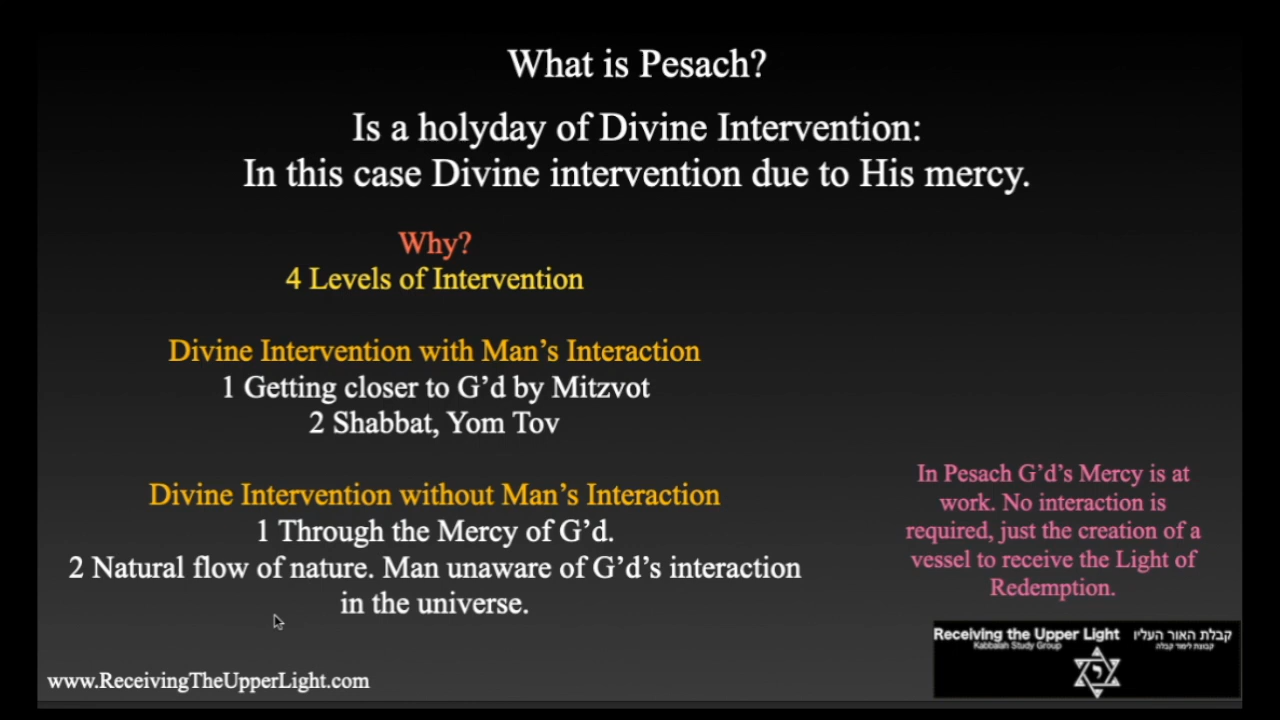 What is Pesach?
Is a holyday of Divine Intervention:
In this case Divine intervention due to His mercy.
Why?
4 Levels of Intervention
Divine Intervention with Man's Interaction
1 Getting closer to G'd by Mitzvot
2 Shabbat, Yom Tov
Divine Intervention without Man's Interaction
1 Through the Mercy of G'd.
2 Natural flow of nature. Man unaware of G'd's interaction
in the universe.
In Pesach G'd's Mercy is at
work. No interaction is
required, just the creation of a
vessel to receive the Light of
Redemption.
Receiving the Upper Light קבלת האור העליו
Kabbalah Study Group קבוצת לימוד קבלה
www.ReceivingTheUpperLight.com